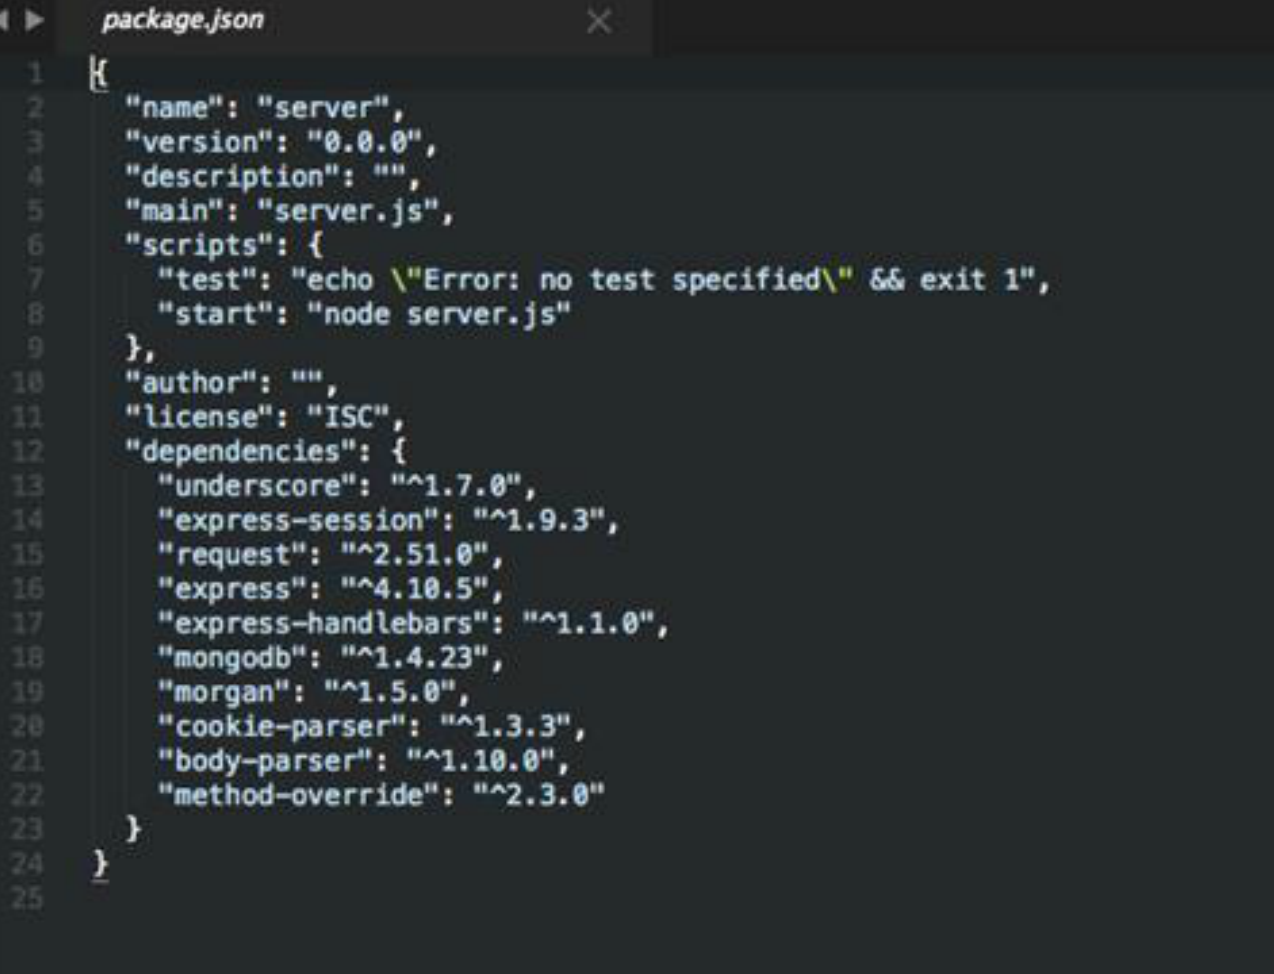 package.json
1 {
2   "name": "server",
3   "version": "0.0.0",
4   "description": "",
5   "main": "server.js",
6   "scripts": {
7     "test": "echo \"Error: no test specified\" && exit 1",
8     "start": "node server.js"
9   },
10   "author": "",
11   "license": "ISC",
12   "dependencies": {
13     "underscore": "^1.7.0",
14     "express-session": "^1.9.3",
15     "request": "^2.51.0",
16     "express": "^4.10.5",
17     "express-handlebars": "^1.1.0",
18     "mongodb": "^1.4.23",
19     "morgan": "^1.5.0",
20     "cookie-parser": "^1.3.3",
21     "body-parser": "^1.10.0",
22     "method-override": "^2.3.0"
23   }
24 }
25